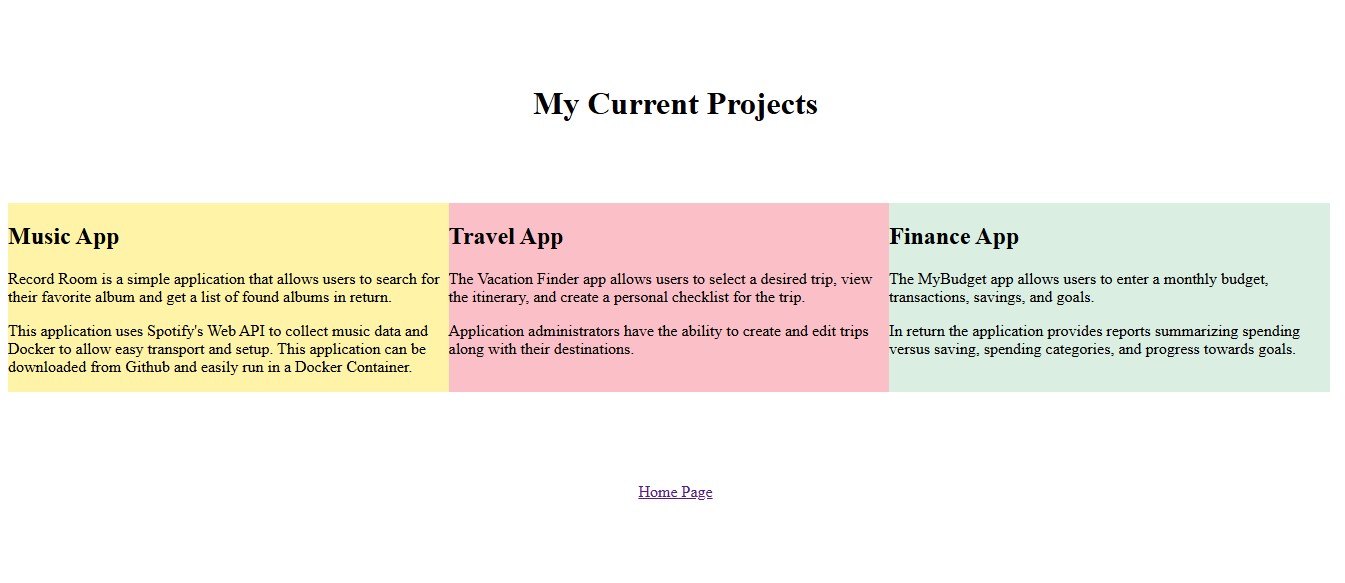 My Current Projects
Music App
Record Room is a simple application that allows users to search for
their favorite album and get a list of found albums in return.
This application uses Spotify's Web API to collect music data and
Docker to allow easy transport and setup. This application can be
downloaded from Github and easily run in a Docker Container.
Travel App
The Vacation Finder app allows users to select a desired trip, view
the itinerary, and create a personal checklist for the trip.
Application administrators have the ability to create and edit trips
along with their destinations.
Finance App
The MyBudget app allows users to enter a monthly budget,
transactions, savings, and goals.
In return the application provides reports summarizing spending
versus saving, spending categories, and progress towards goals.
Home Page